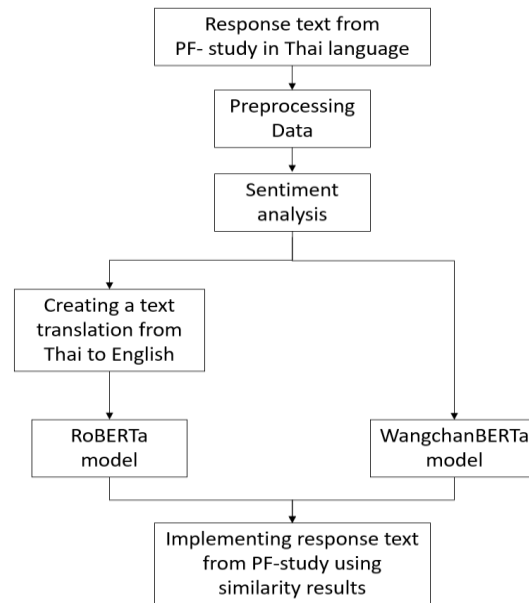 Response text from
PF- study in Thai language
Preprocessing
Data
Sentiment
analysis
Creating a text
translation from
Thai to English
RoBERTa
model
WangchanBERTa
model
Implementing response text
from PF-study using
similarity results